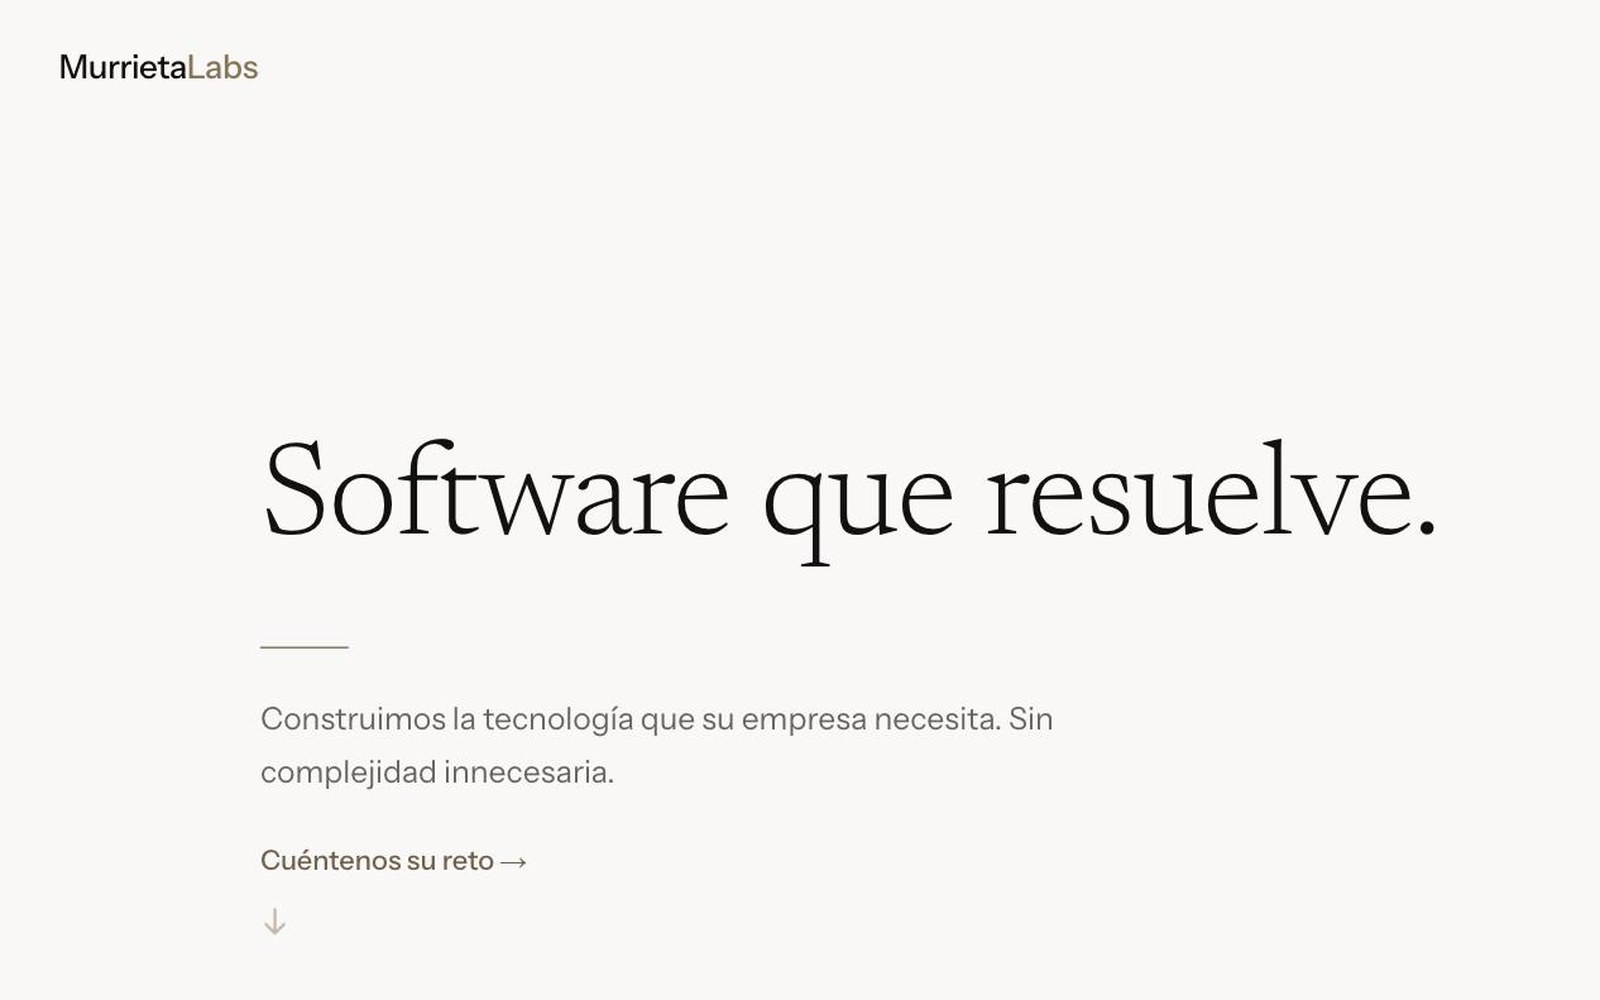 MurrietaLabs
Software que resuelve.
Construimos la tecnología que su empresa necesita. Sin
complejidad innecesaria.
Cuéntenos su reto →
↓